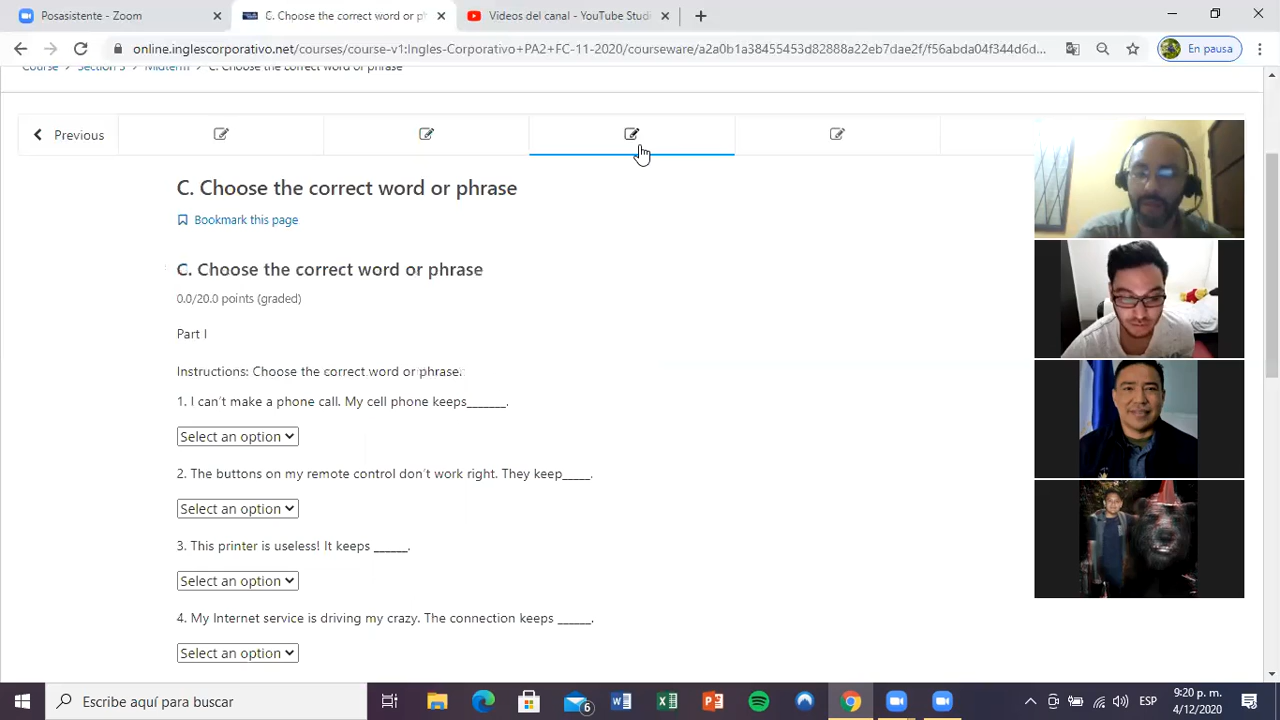 Posasistente - Zoom
C. Choose the correct word or p
Videos del canal - YouTube Studi
online.inglescorporativo.net/courses/course-v1:Ingles-Corporativo+PA2+FC-11-2020/courseware/a2a0b1a38455453d82888a22eb7dae2f/f56abda04f344d6d...
En pausa
Course > Section 5 > Midterm > C. Choose the correct word or phrase
Previous
C. Choose the correct word or phrase
Bookmark this page
C. Choose the correct word or phrase
0.0/20.0 points (graded)
Part I
Instructions: Choose the correct word or phrase.
1. I can't make a phone call. My cell phone keeps_______.
Select an option
2. The buttons on my remote control don't work right. They keep_____.
Select an option
3. This printer is useless! It keeps ______.
Select an option
4. My Internet service is driving my crazy. The connection keeps ______.
Select an option
Escribe aquí para buscar
6
ESP
9:20 p. m.
4/12/2020